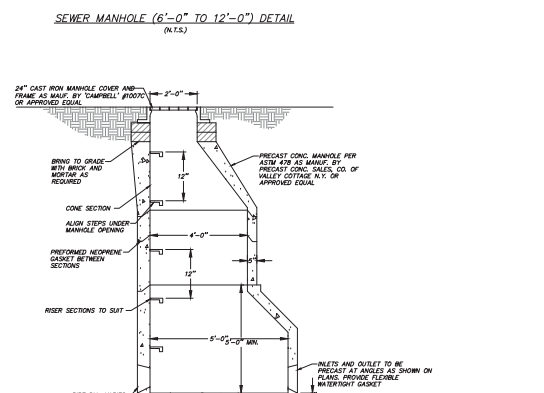 SEWER MANHOLE (6'-0" TO 12'-0") DETAIL
(N.T.S.)
24" CAST IRON MANHOLE COVER AND
FRAME AS MAUF. BY 'CAMPBELL' #1007C
OR APPROVED EQUAL
2'-0"
BRING TO GRADE
WITH BRICK AND
MORTAR AS
REQUIRED
12"
PRECAST CONC. MANHOLE PER
ASTM 478 AS MANUF. BY
PRECAST CONC. SALES, CO. OF
VALLEY COTTAGE N.Y. OR
APPROVED EQUAL
CONE SECTION
ALIGN STEPS UNDER
MANHOLE OPENING
4'-0"
PREFORMED NEOPRENE
GASKET BETWEEN
SECTIONS
5"
12"
RISER SECTIONS TO SUIT
5'-0"
5'-0" MIN.
INLETS AND OUTLET TO BE
PRECAST AT ANGLES AS SHOWN ON
PLANS. PROVIDE FLEXIBLE
WATERTIGHT GASKET